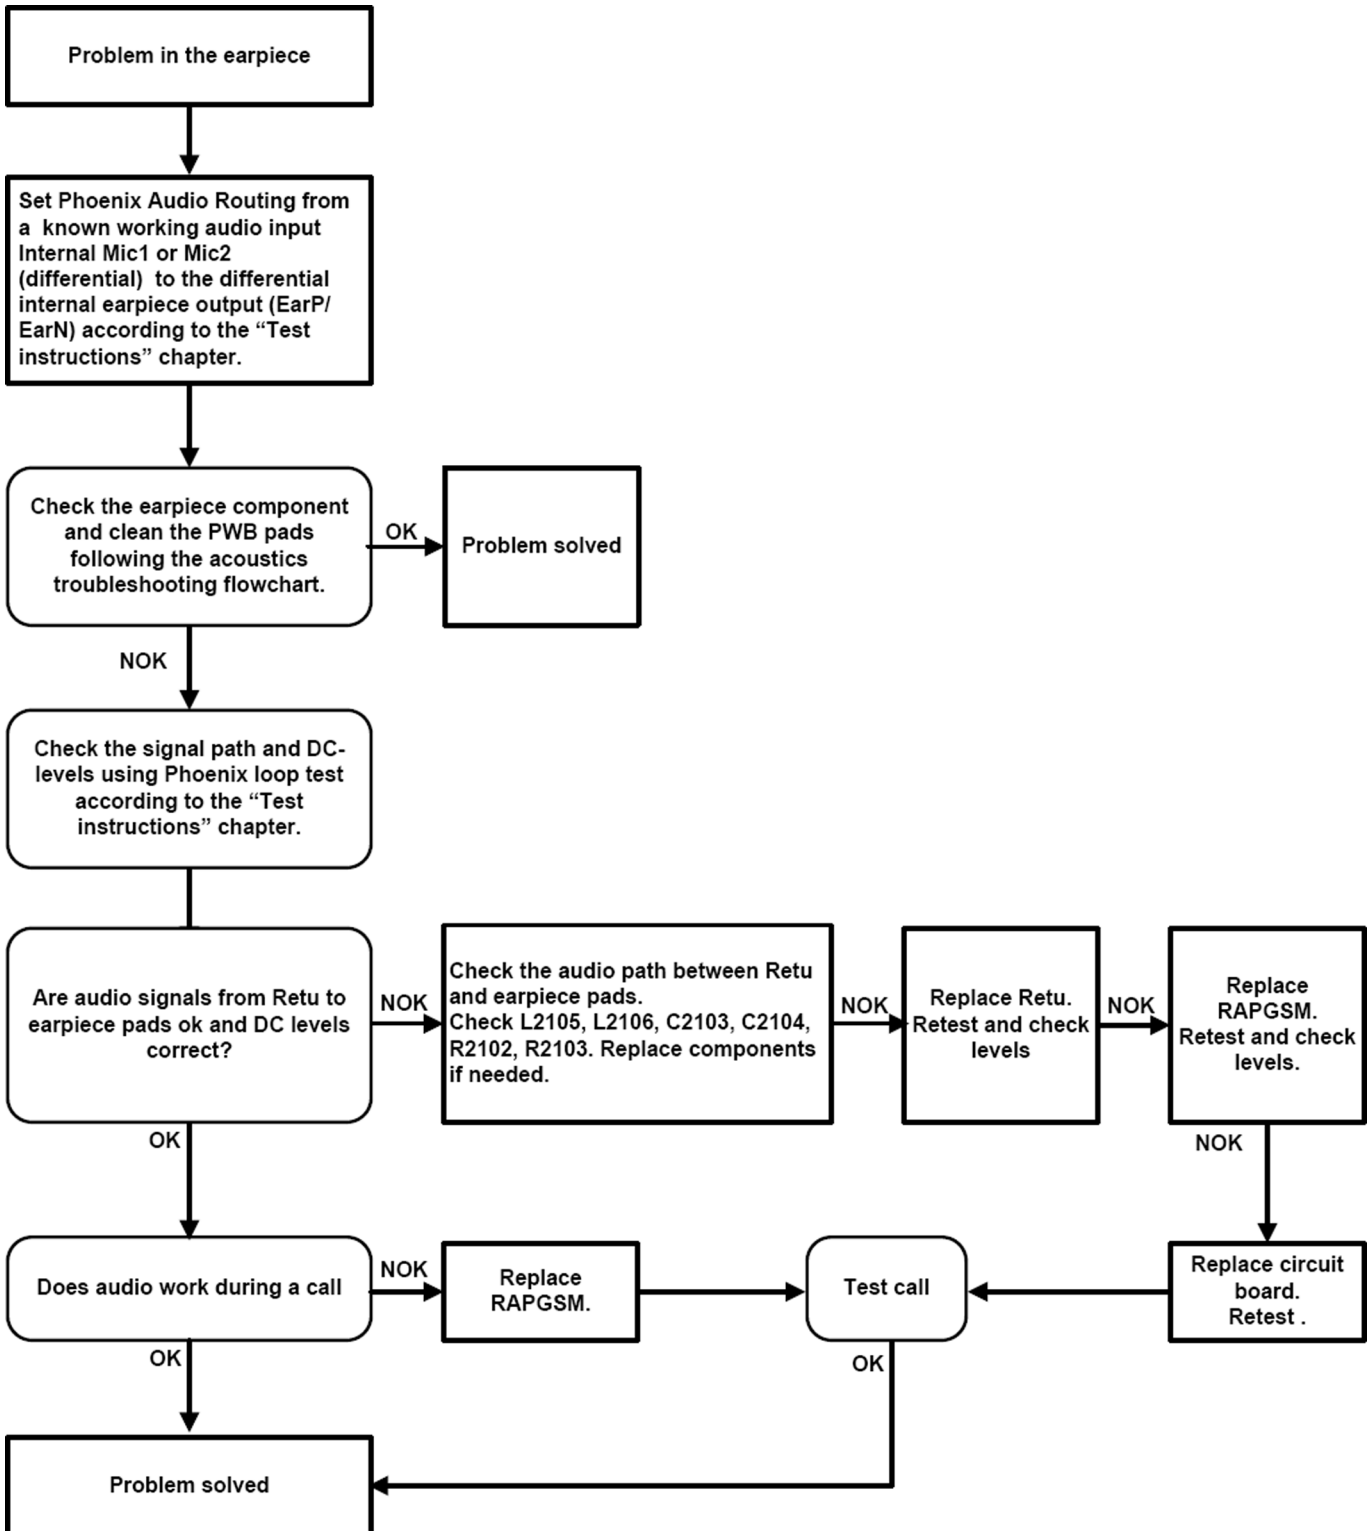 Problem in the earpiece
Set Phoenix Audio Routing from
a known working audio input
Internal Mic1 or Mic2
(differential) to the differential
internal earpiece output (EarP/
EarN) according to the “Test
instructions” chapter.
Check the earpiece component
and clean the PWB pads
following the acoustics
troubleshooting flowchart.
OK
Problem solved
NOK
Check the signal path and DC-
levels using Phoenix loop test
according to the “Test
instructions” chapter.
Are audio signals from Retu to
earpiece pads ok and DC levels
correct?
NOK
Check the audio path between Retu
and earpiece pads.
Check L2105, L2106, C2103, C2104,
R2102, R2103. Replace components
if needed.
NOK
Replace Retu.
Retest and check
levels
NOK
Replace
RAPGSM.
Retest and check
levels.
OK
NOK
Does audio work during a call
NOK
Replace
RAPGSM.
Test call
Replace circuit
board.
Retest .
OK
OK
Problem solved